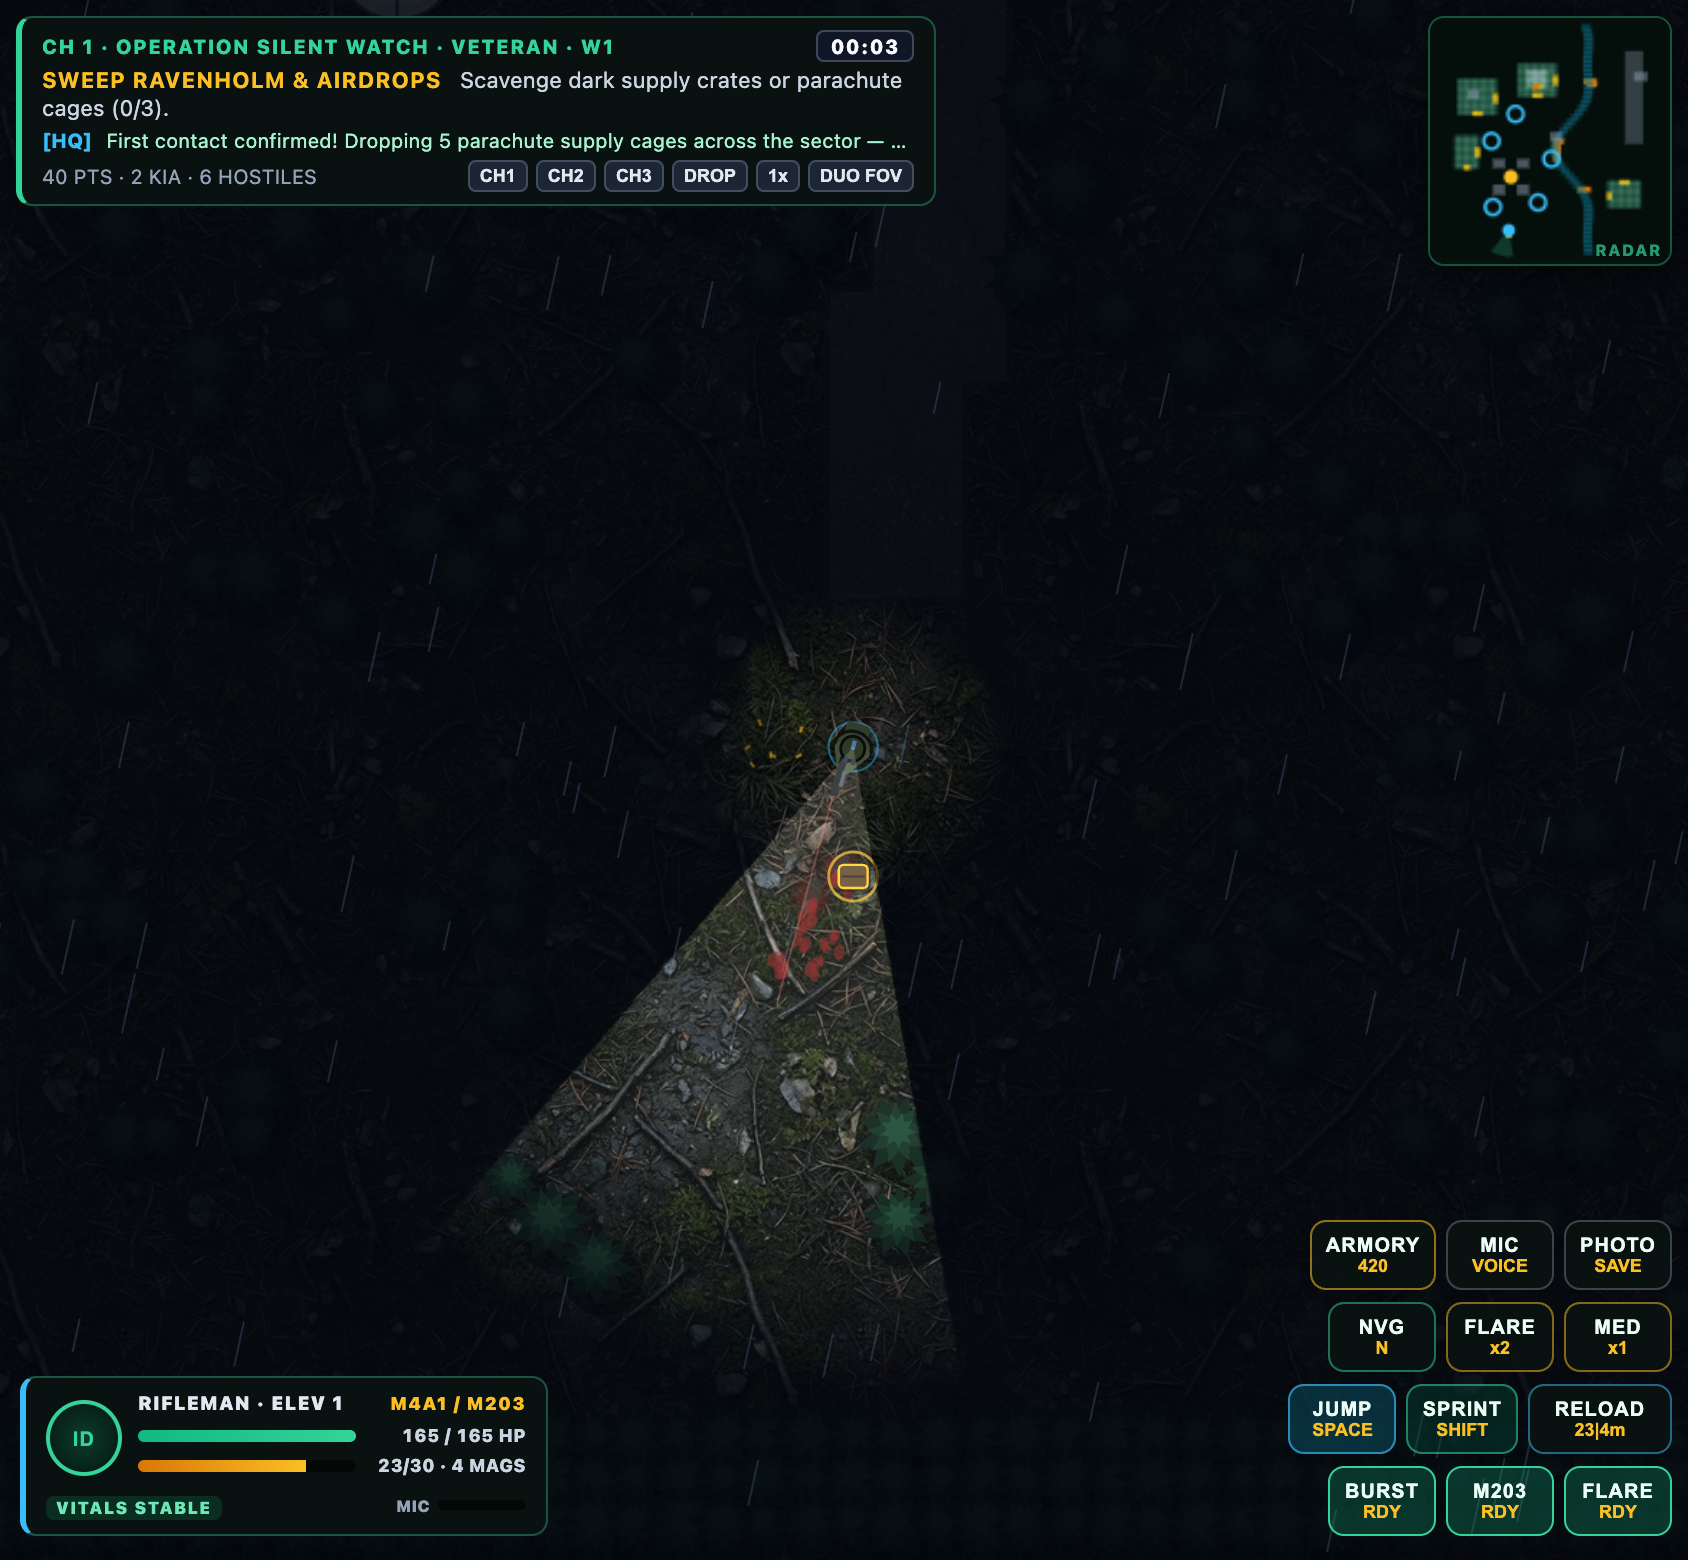 CH 1 · OPERATION SILENT WATCH · VETERAN · W1
00:03
SWEEP RAVENHOLM & AIRDROPS Scavenge dark supply crates or parachute
cages (0/3).
[HQ] First contact confirmed! Dropping 5 parachute supply cages across the sector — ...
40 PTS · 2 KIA · 6 HOSTILES
CH1
CH2
CH3
DROP
1x
DUO FOV
RADAR
ARMORY
420
MIC
VOICE
PHOTO
SAVE
NVG
N
FLARE
x2
MED
x1
JUMP
SPACE
SPRINT
SHIFT
RELOAD
23|4m
BURST
RDY
M203
RDY
FLARE
RDY
ID
RIFLEMAN · ELEV 1
M4A1 / M203
165 / 165 HP
23/30 · 4 MAGS
VITALS STABLE
MIC